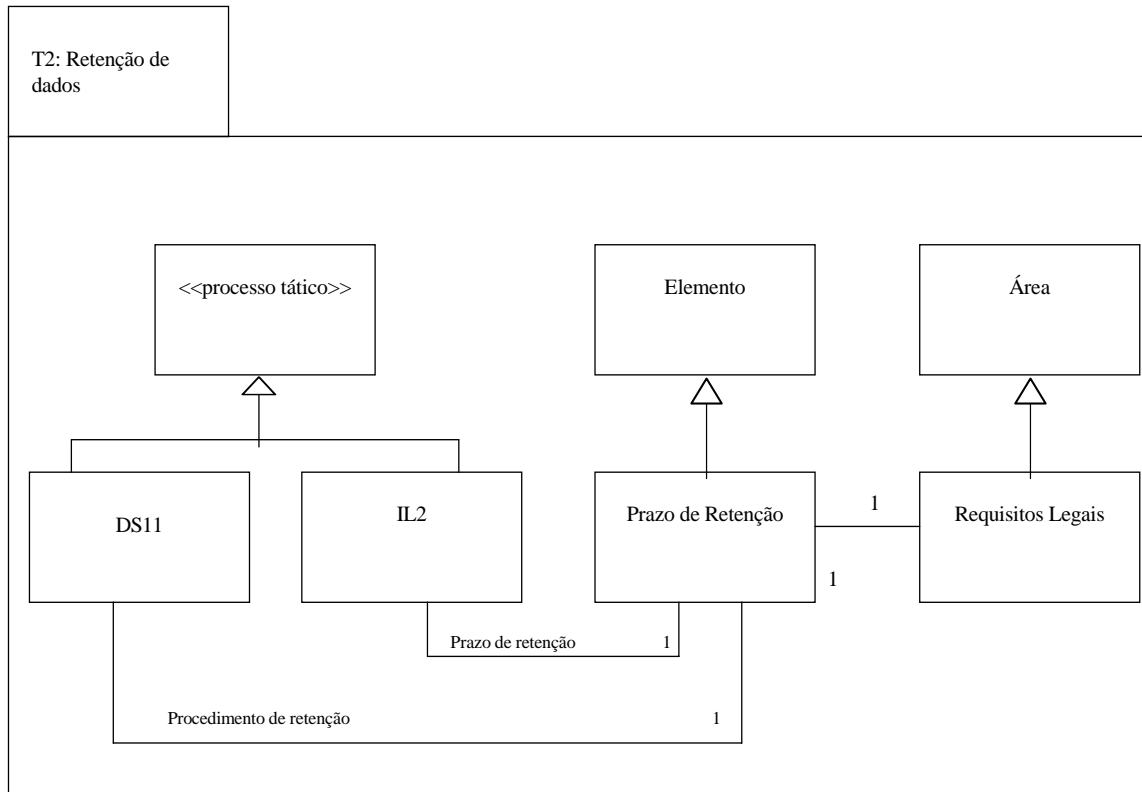 T2: Retenção de
dados
<<processo tático>>
Elemento
Área
DS11
IL2
Prazo de Retenção
1
Requisitos Legais
1
Prazo de retenção
1
Procedimento de retenção
1